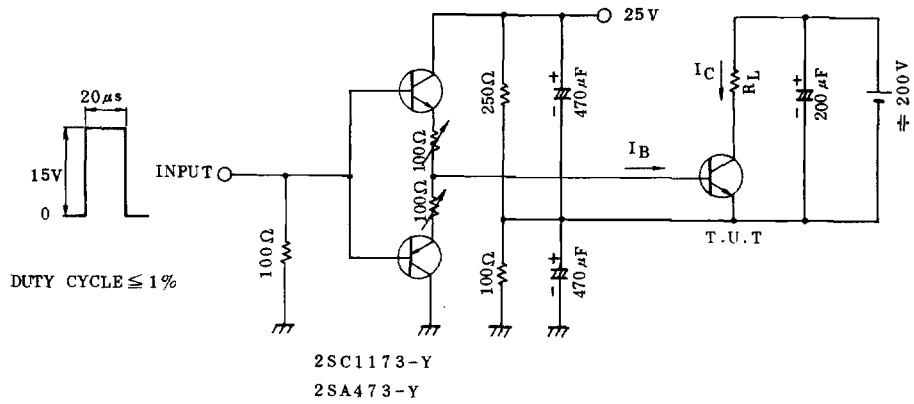 25V
20μs
15V
0
INPUT
100Ω
DUTY CYCLE≦1%
100Ω
100Ω
250Ω
470μF
+
-
100Ω
470μF
+
-
I_B
I_C
R_L
200μF
+
-
≒200V
T.U.T
2SC1173-Y
2SA473-Y